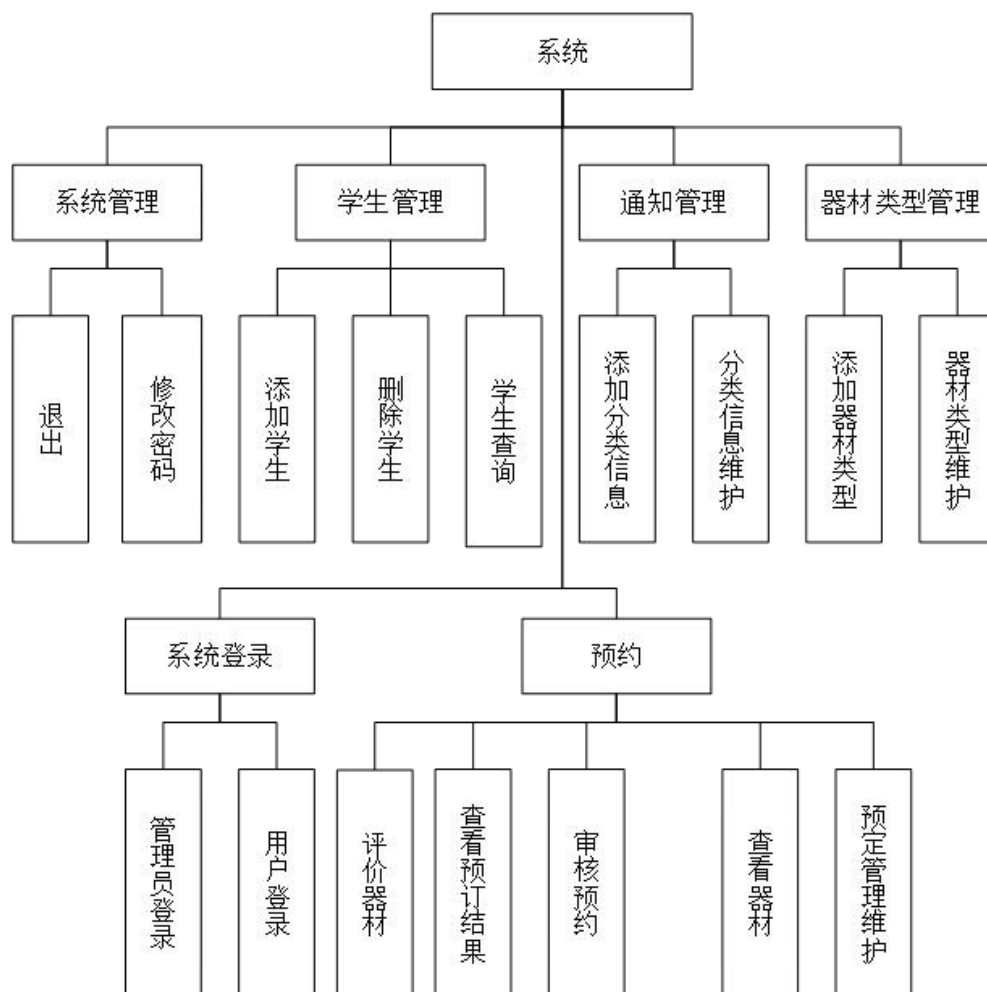 系统
系统管理
学生管理
通知管理
器材类型管理
退出
修改密码
添加学生
删除学生
学生查询
添加分类信息
分类信息维护
添加器材类型
器材类型维护
系统登录
预约
管理员登录
用户登录
评价器材
查看预订结果
审核预约
查看器材
预定管理维护